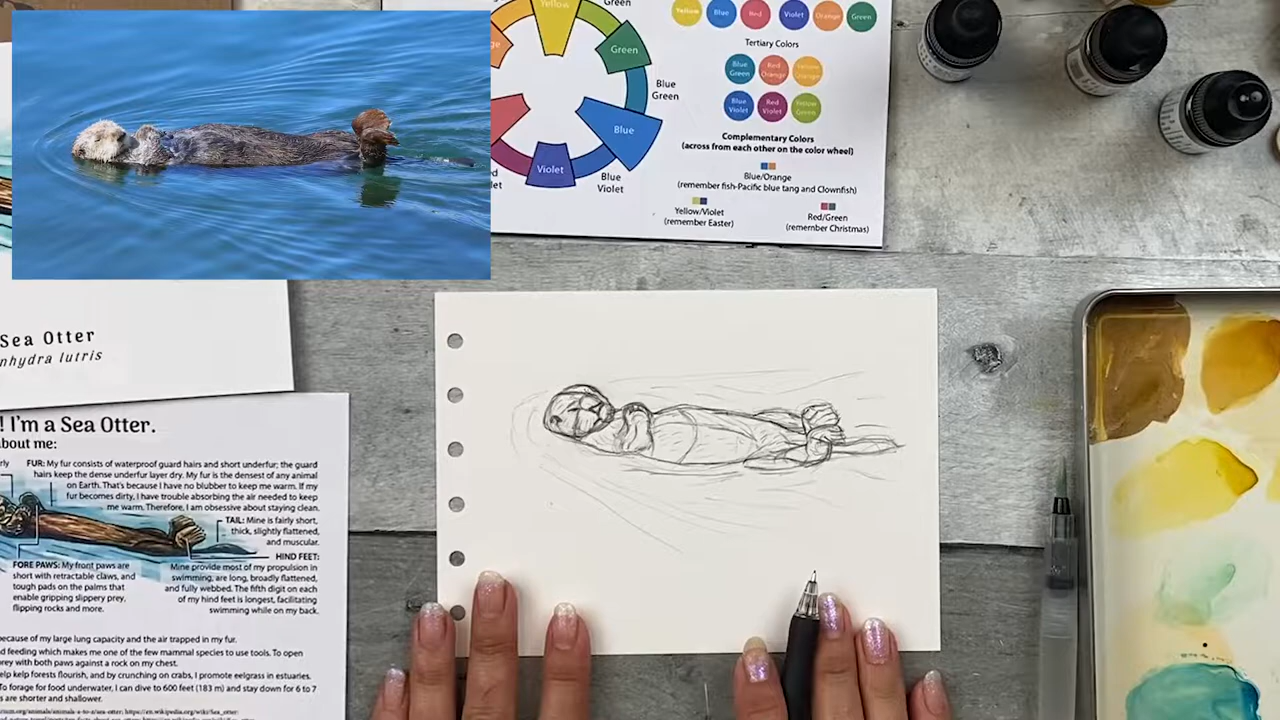 Yellow
Green
Green
Blue
Green
Blue
Blue
Violet
Violet
Yellow
Blue
Red
Violet
Orange
Green
Tertiary Colors
Blue
Green
Red
Orange
Yellow
Orange
Blue
Violet
Red
Violet
Yellow
Green
Complementary Colors
(across from each other on the color wheel)
Blue/Orange
(remember fish-Pacific blue tang and Clownfish)
Yellow/Violet
(remember Easter)
Red/Green
(remember Christmas)
Sea Otter
nhydra lutris
! I'm a Sea Otter.
about me:
FUR: My fur consists of waterproof guard hairs and short underfur; the guard
hairs keep the dense underfur layer dry. My fur is the densest of any animal
on Earth. That's because I have no blubber to keep me warm. If my
fur becomes dirty, I have trouble absorbing the air needed to keep
me warm. Therefore, I am obsessive about staying clean.
TAIL: Mine is fairly short,
thick, slightly flattened,
and muscular.
HIND FEET:
Mine provide most of my propulsion in
swimming, are long, broadly flattened,
and fully webbed. The fifth digit on each
of my hind feet is longest, facilitating
swimming while on my back.
FORE PAWS: My front paws are
short with retractable claws, and
tough pads on the palms that
enable gripping slippery prey,
flipping rocks and more.
because of my large lung capacity and the air trapped in my fur.
d feeding which makes me one of the few mammal species to use tools. To open
prey with both paws against a rock on my chest.
help kelp forests flourish, and by crunching on crabs, I promote eelgrass in estuaries.
To forage for food underwater, I can dive to 600 feet (183 m) and stay down for 6 to 7
s are shorter and shallower.